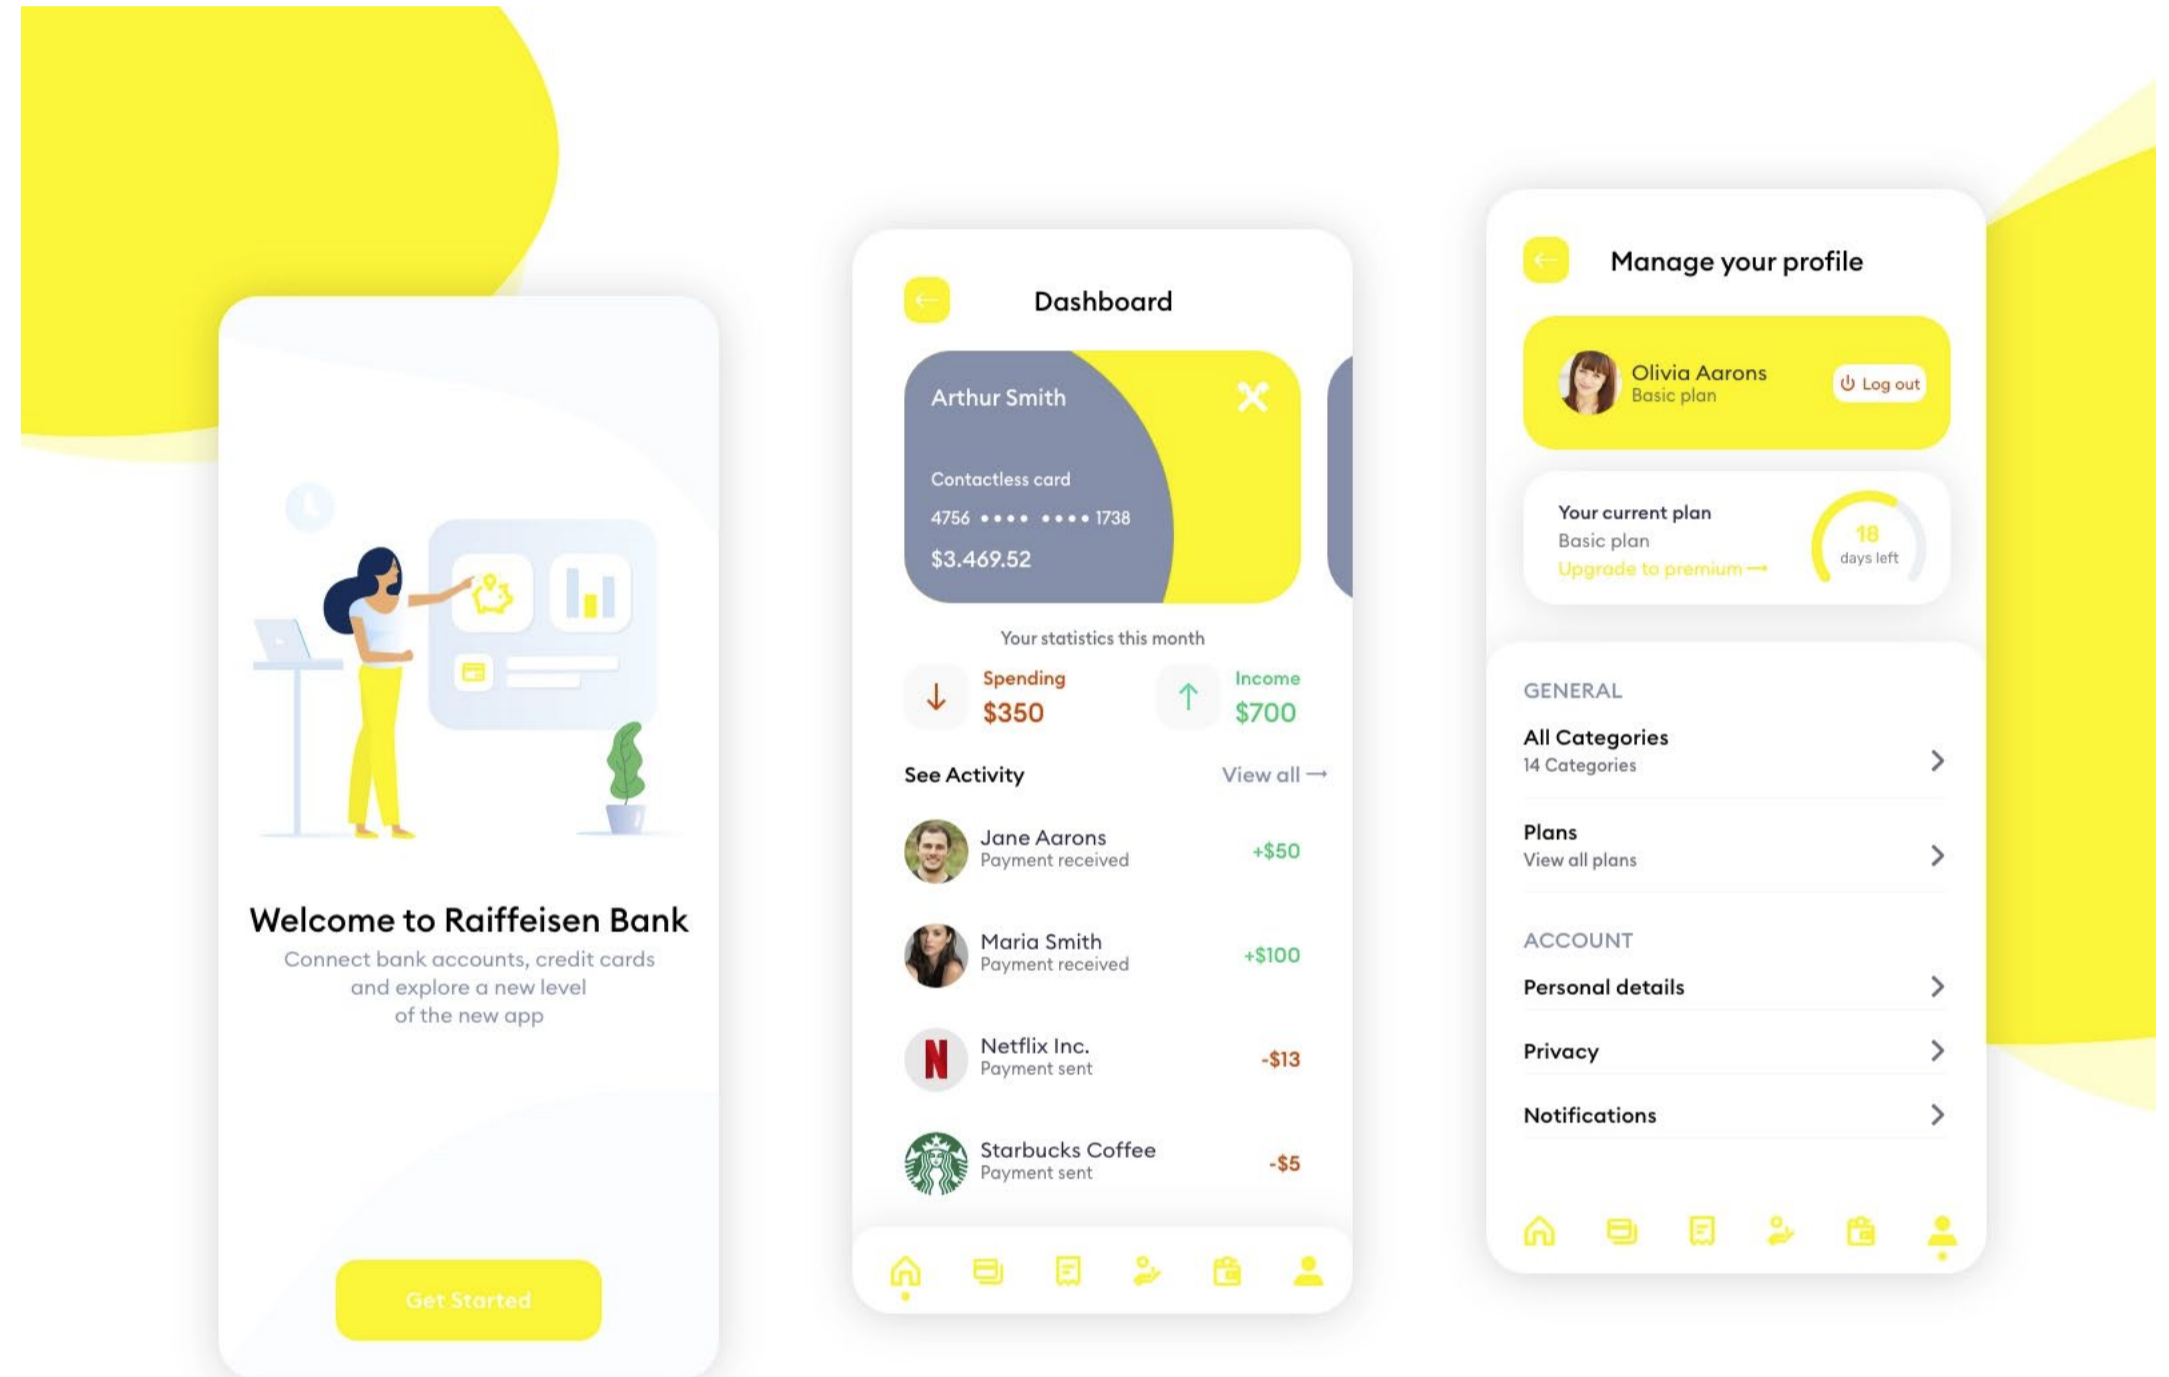 Welcome to Raiffeisen Bank
Connect bank accounts, credit cards
and explore a new level
of the new app
Get Started
Dashboard
Arthur Smith
Contactless card
4756 •••• •••• 1738
$3.469.52
Your statistics this month
Spending
$350
Income
$700
See Activity
View all →
Jane Aarons
Payment received
+$50
Maria Smith
Payment received
+$100
N
Netflix Inc.
Payment sent
-$13
Starbucks Coffee
Payment sent
-$5
Manage your profile
Olivia Aarons
Basic plan
Log out
Your current plan
Basic plan
Upgrade to premium →
18
days left
GENERAL
All Categories
14 Categories
Plans
View all plans
ACCOUNT
Personal details
Privacy
Notifications